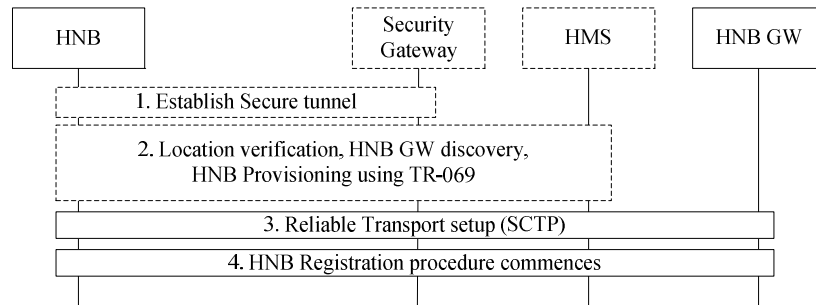 HNB
Security
Gateway
HMS
HNB GW
1. Establish Secure tunnel
2. Location verification, HNB GW discovery,
HNB Provisioning using TR-069
3. Reliable Transport setup (SCTP)
4. HNB Registration procedure commences